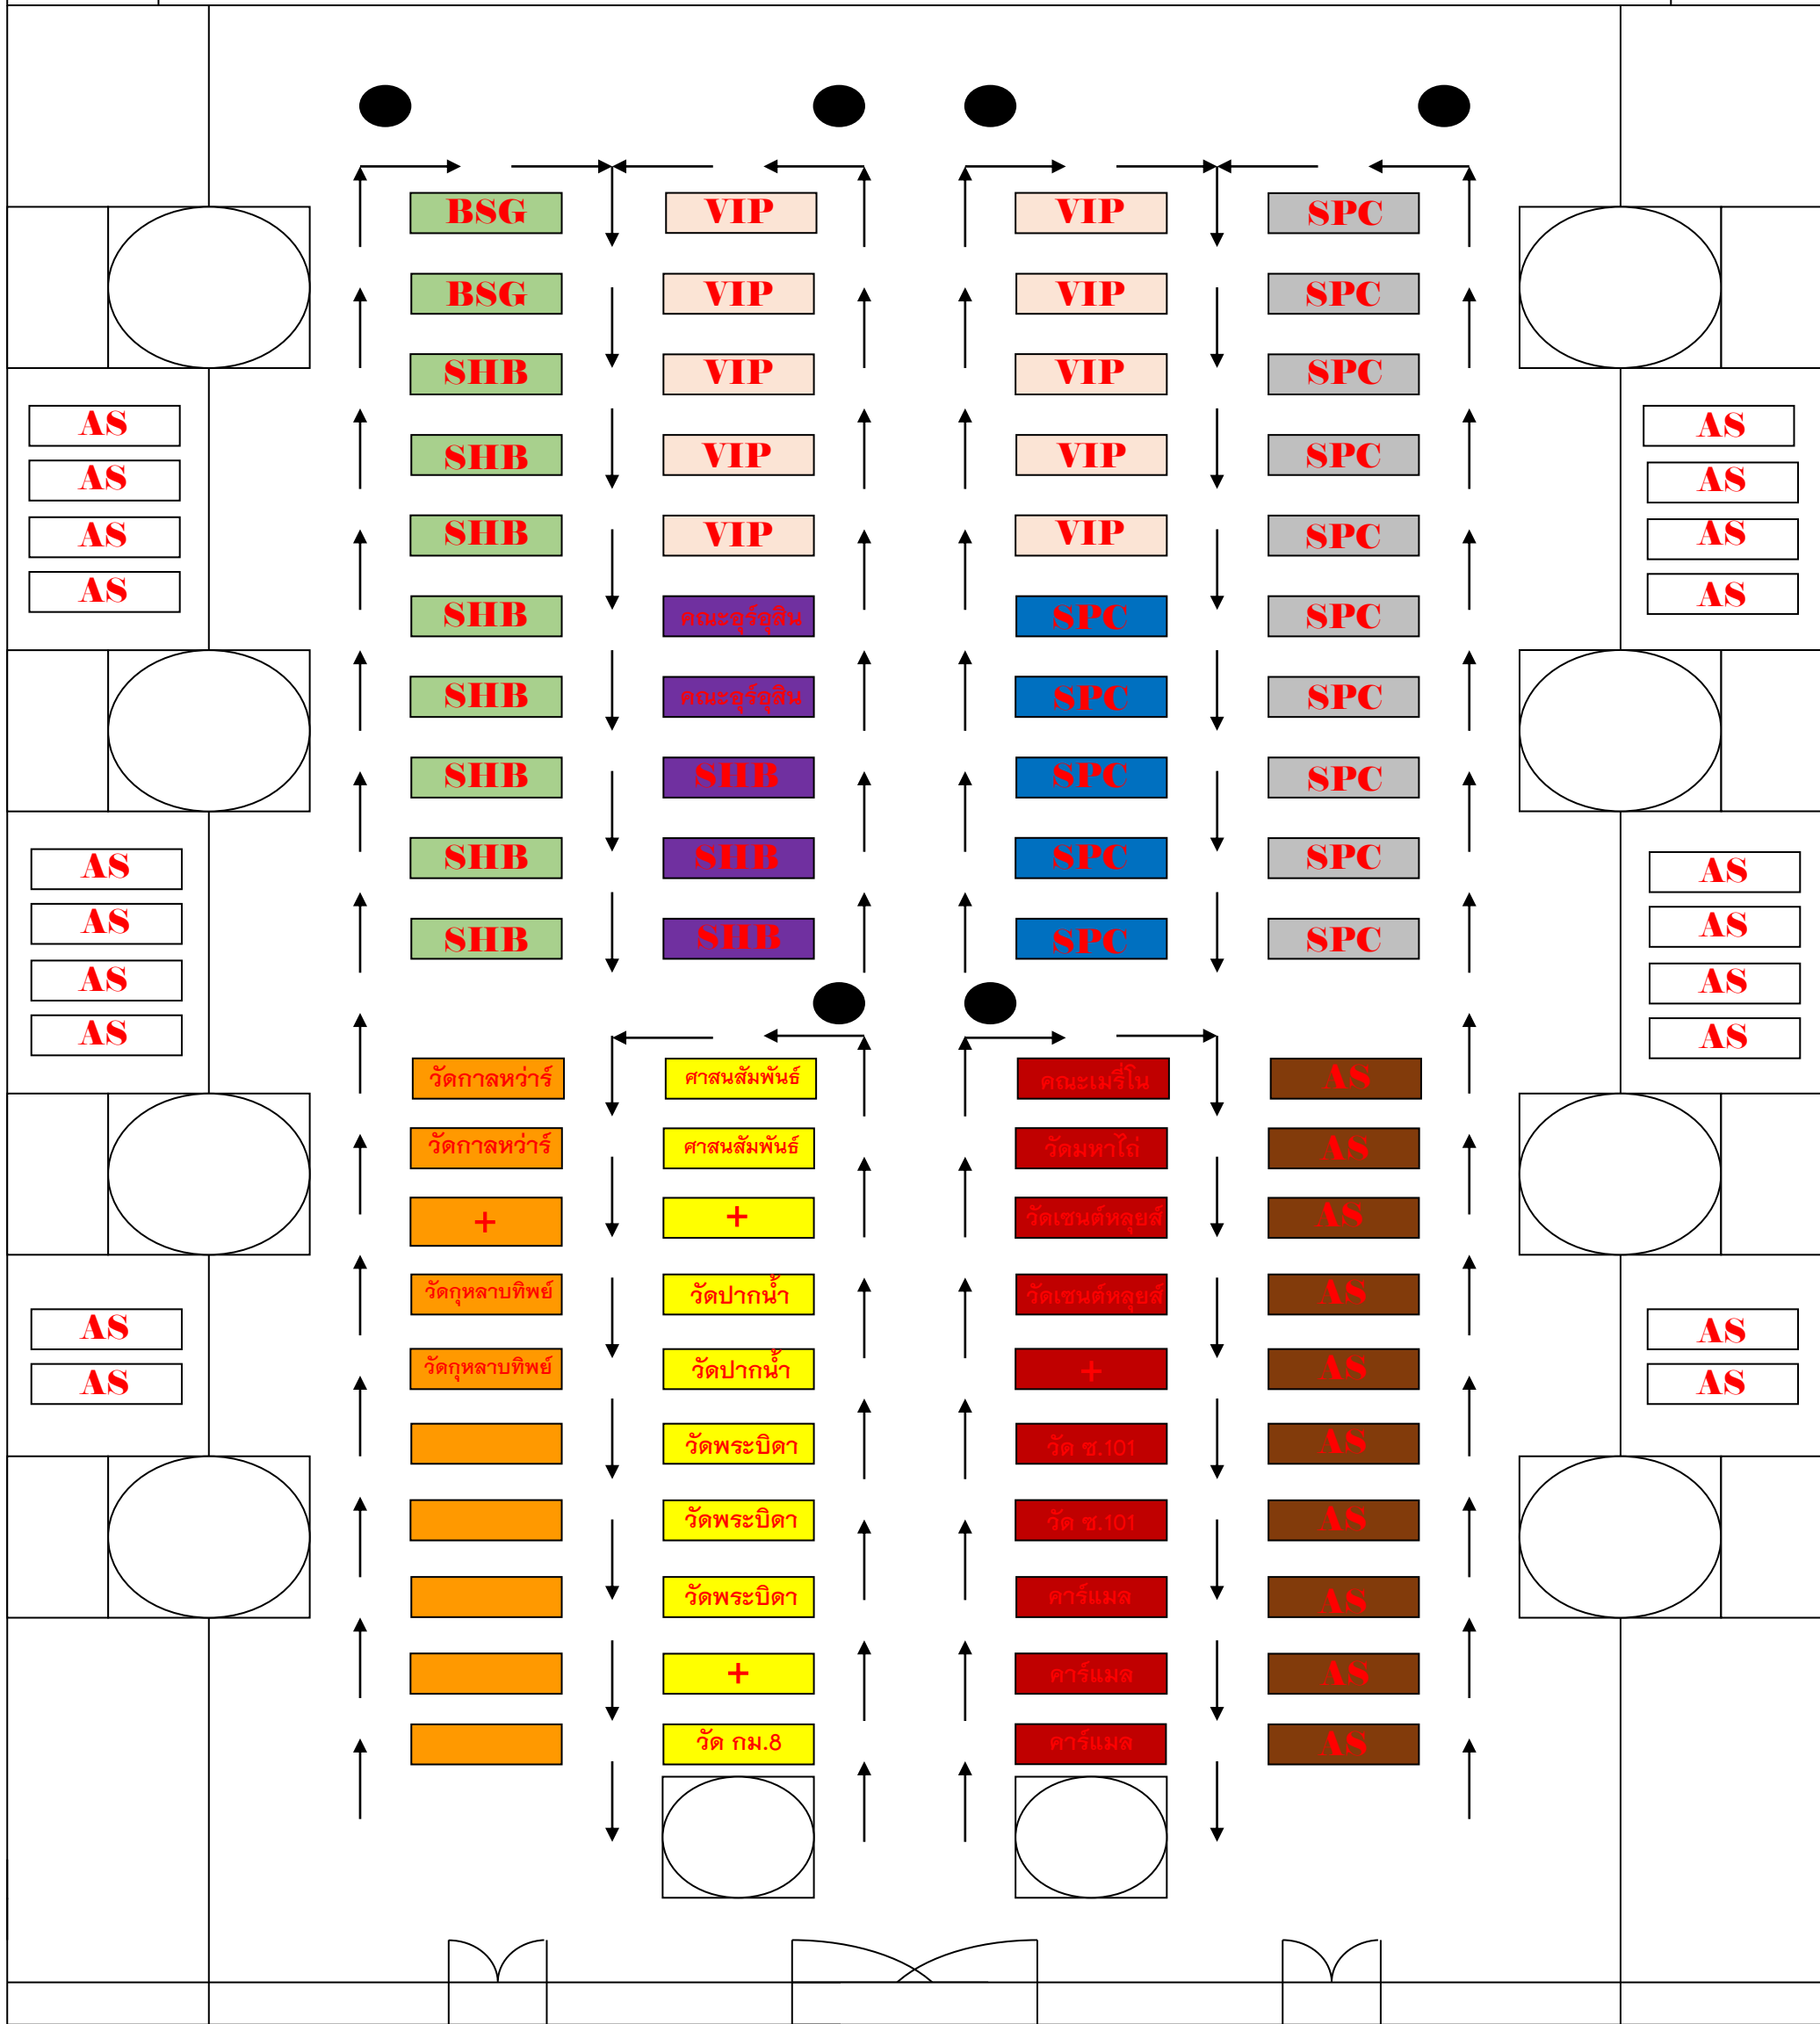 BSG VIP VIP SPC
BSG VIP VIP SPC
SHB VIP VIP SPC
AS AS
SHB VIP VIP SPC
AS AS
SHB VIP VIP SPC
AS AS
AS AS
SHB คณะอุร์อุสิน SPC SPC
SHB คณะอุร์อุสิน SPC SPC
SHB SHB SPC SPC
SHB SHB SPC SPC
AS AS
AS AS
SHB SHB SPC SPC
AS AS
AS AS
วัดกาลหว่าร์ ศาสนสัมพันธ์ คณะเมรี่โน AS
วัดกาลหว่าร์ ศาสนสัมพันธ์ วัดมหาไถ่ AS
+ + วัดเซนต์หลุยส์ AS
วัดกุหลาบทิพย์ วัดปากน้ำ วัดเซนต์หลุยส์ AS
AS AS
วัดกุหลาบทิพย์ วัดปากน้ำ + AS
AS AS
วัดพระบิดา วัด ซ.101 AS
วัดพระบิดา วัด ซ.101 AS
วัดพระบิดา คาร์แมล AS
+ คาร์แมล AS
วัด กม.8 คาร์แมล AS